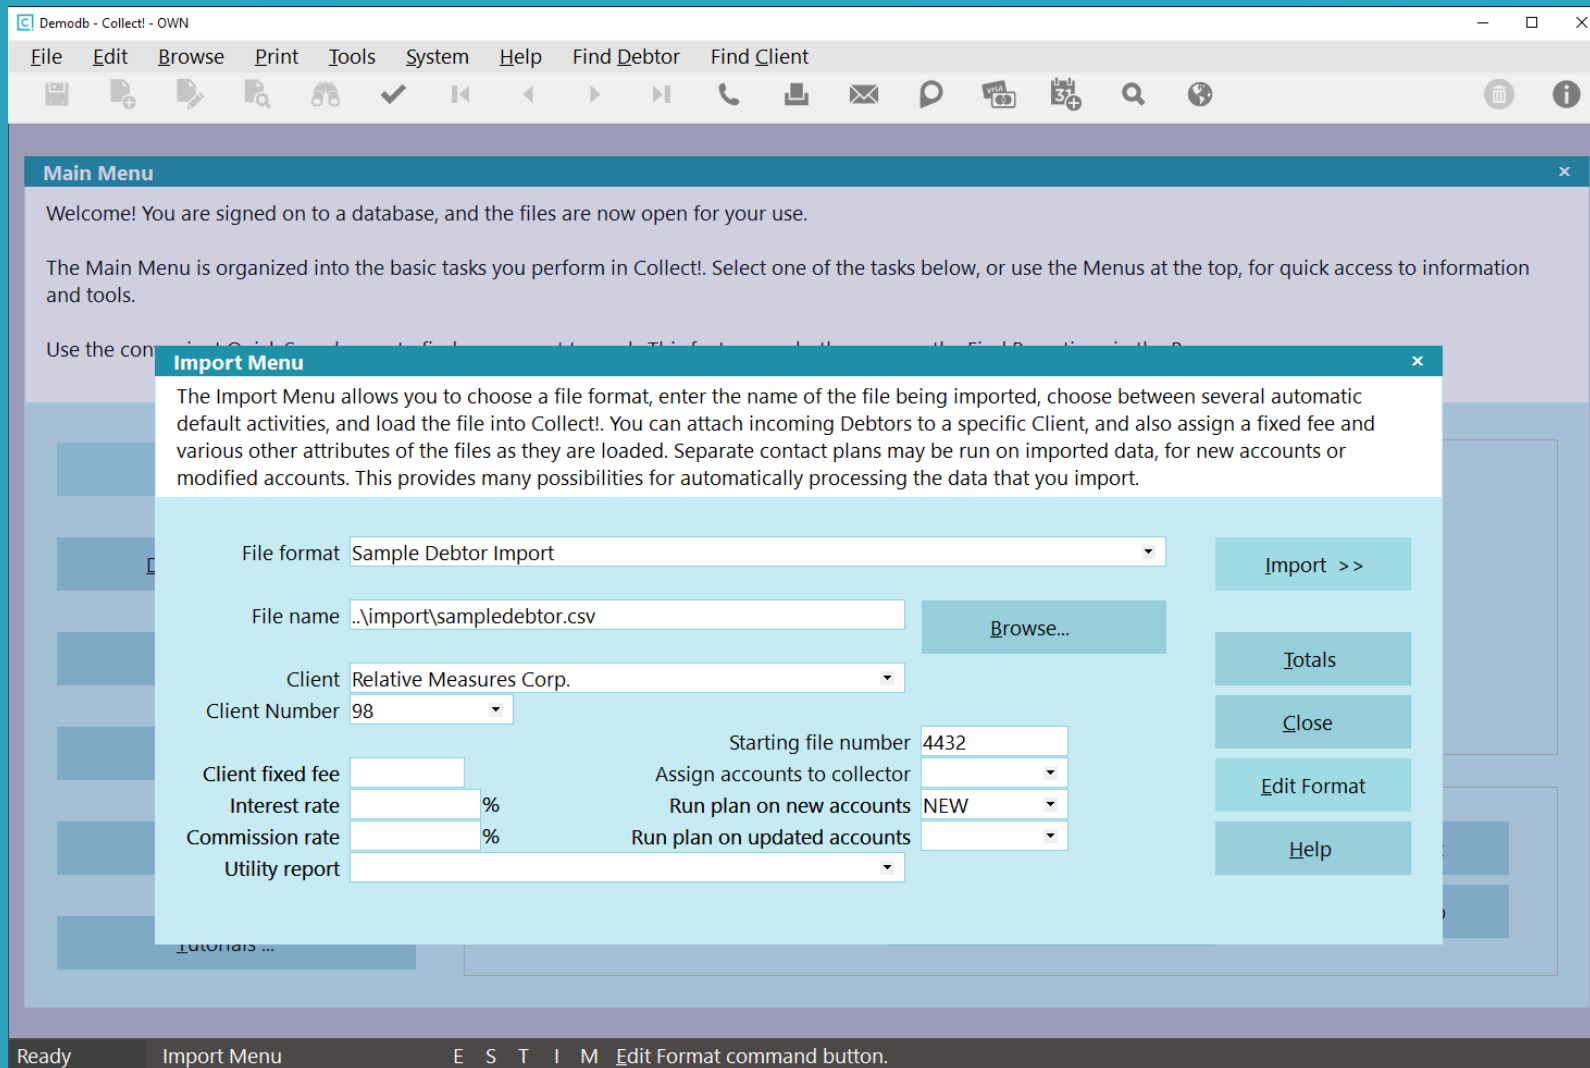 Demodb - Collect! - OWN
File Edit Browse Print Tools System Help Find Debtor Find Client
VISA
31
Main Menu
Welcome! You are signed on to a database, and the files are now open for your use.
The Main Menu is organized into the basic tasks you perform in Collect!. Select one of the tasks below, or use the Menus at the top, for quick access to information
and tools.
Use the
Import Menu
The Import Menu allows you to choose a file format, enter the name of the file being imported, choose between several automatic
default activities, and load the file into Collect!. You can attach incoming Debtors to a specific Client, and also assign a fixed fee and
various other attributes of the files as they are loaded. Separate contact plans may be run on imported data, for new accounts or
modified accounts. This provides many possibilities for automatically processing the data that you import.
File format Sample Debtor Import
Import >>
File name ..\import\sampledebtor.csv
Browse...
Totals
Client Relative Measures Corp.
Client Number 98
Close
Starting file number 4432
Client fixed fee
Assign accounts to collector
Edit Format
Interest rate %
Run plan on new accounts NEW
Commission rate %
Run plan on updated accounts
Help
Utility report
Tutorials ...
Ready Import Menu E S T I M Edit Format command button.